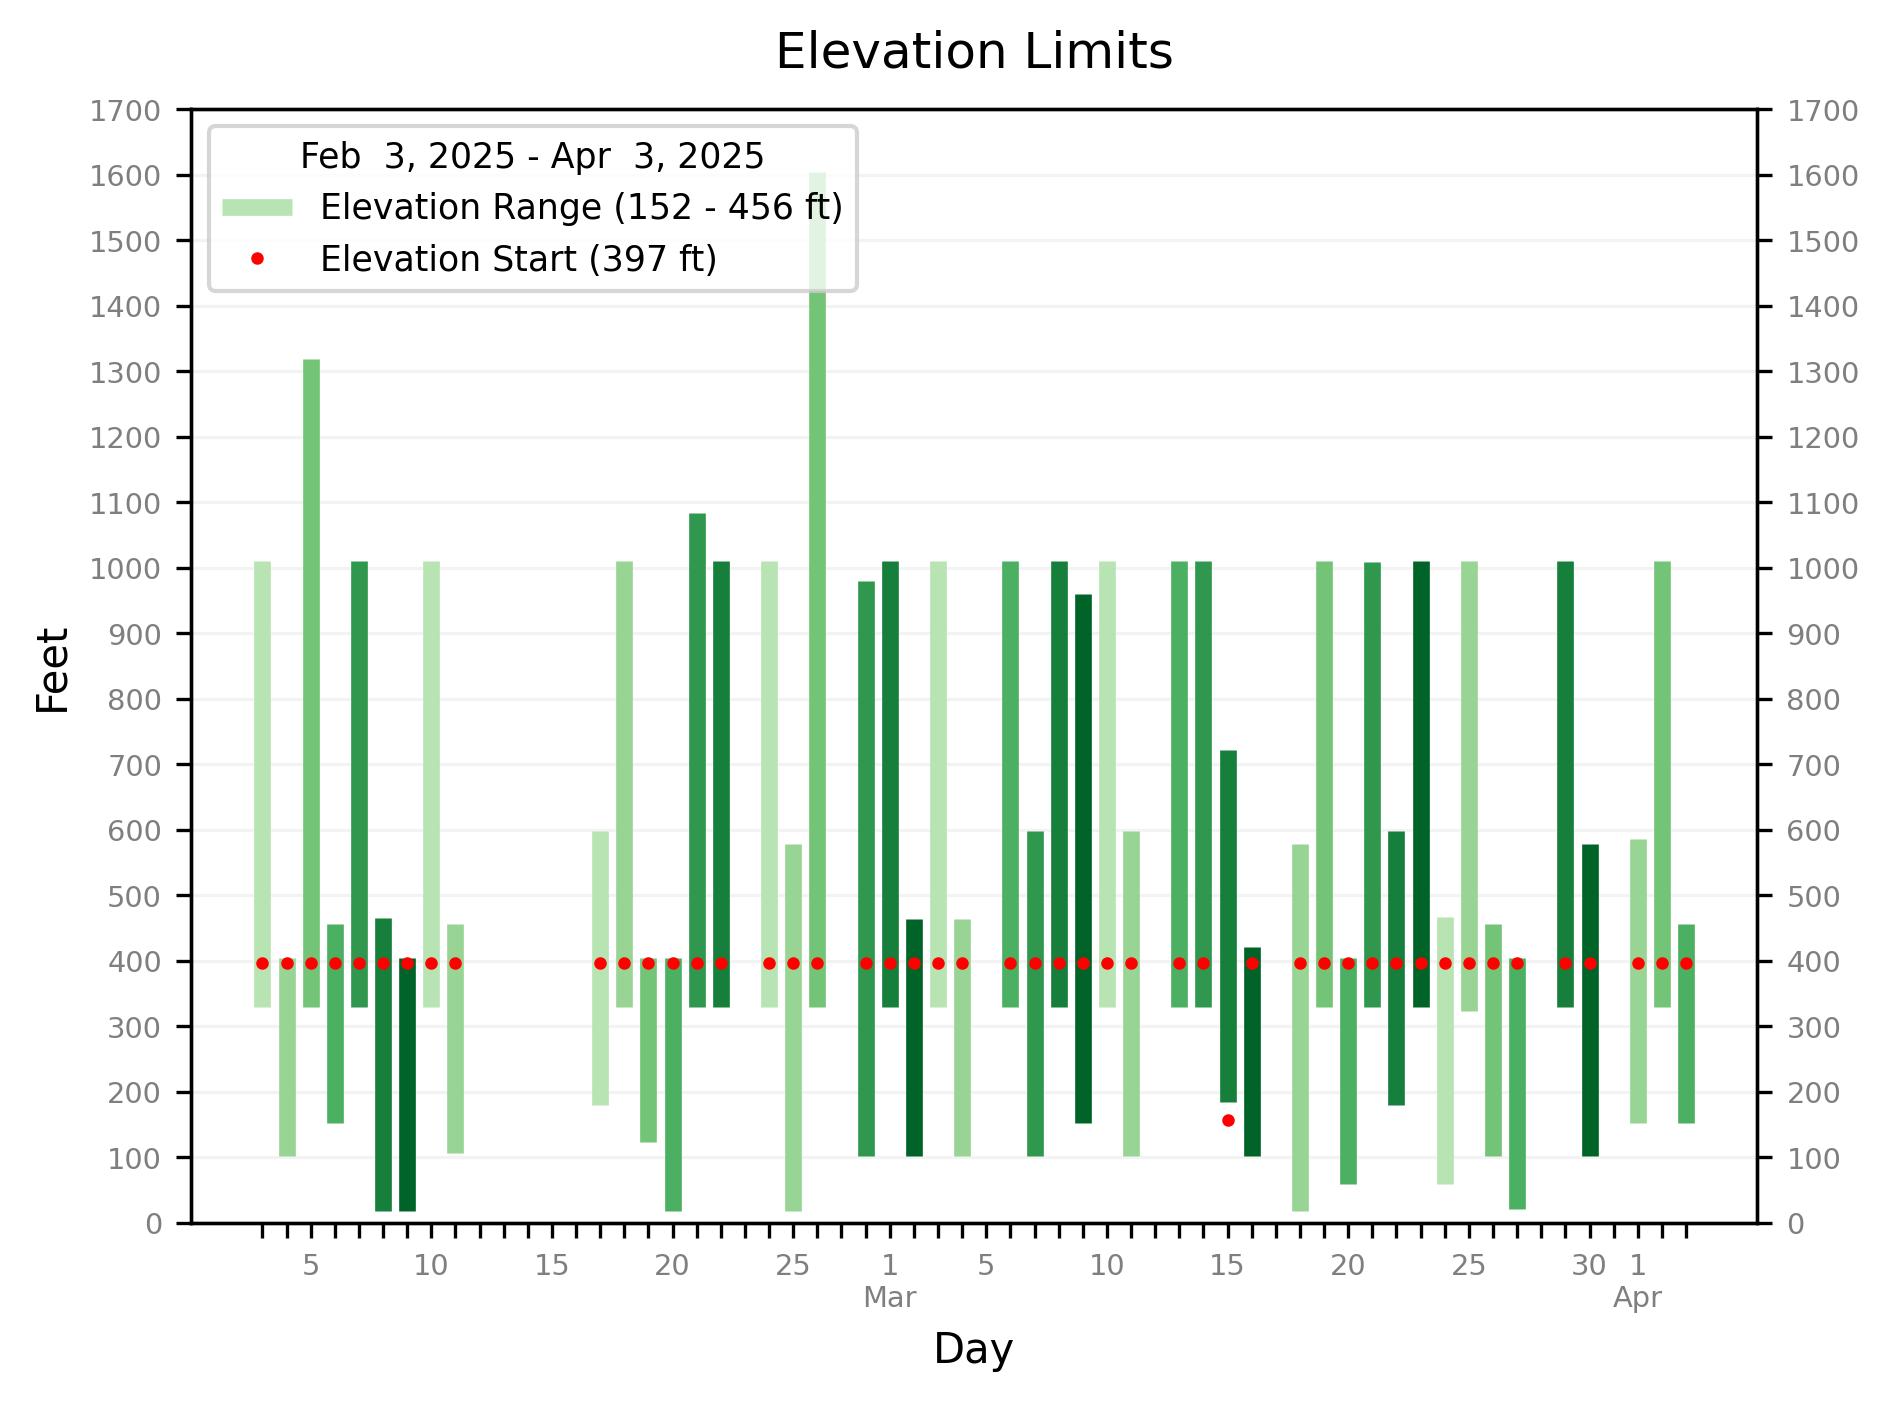 Elevation Limits
Feb  3, 2025 - Apr  3, 2025
Elevation Range (152 - 456 ft)
Elevation Start (397 ft)
1700 1700
1600 1600
1500 1500
1400 1400
1300 1300
1200 1200
1100 1100
1000 1000
900 900
800 800
700 700
600 600
500 500
400 400
300 300
200 200
100 100
0 0
Feet
5 10 15 20 25 1 5 10 15 20 25 30 1
Mar Apr
Day